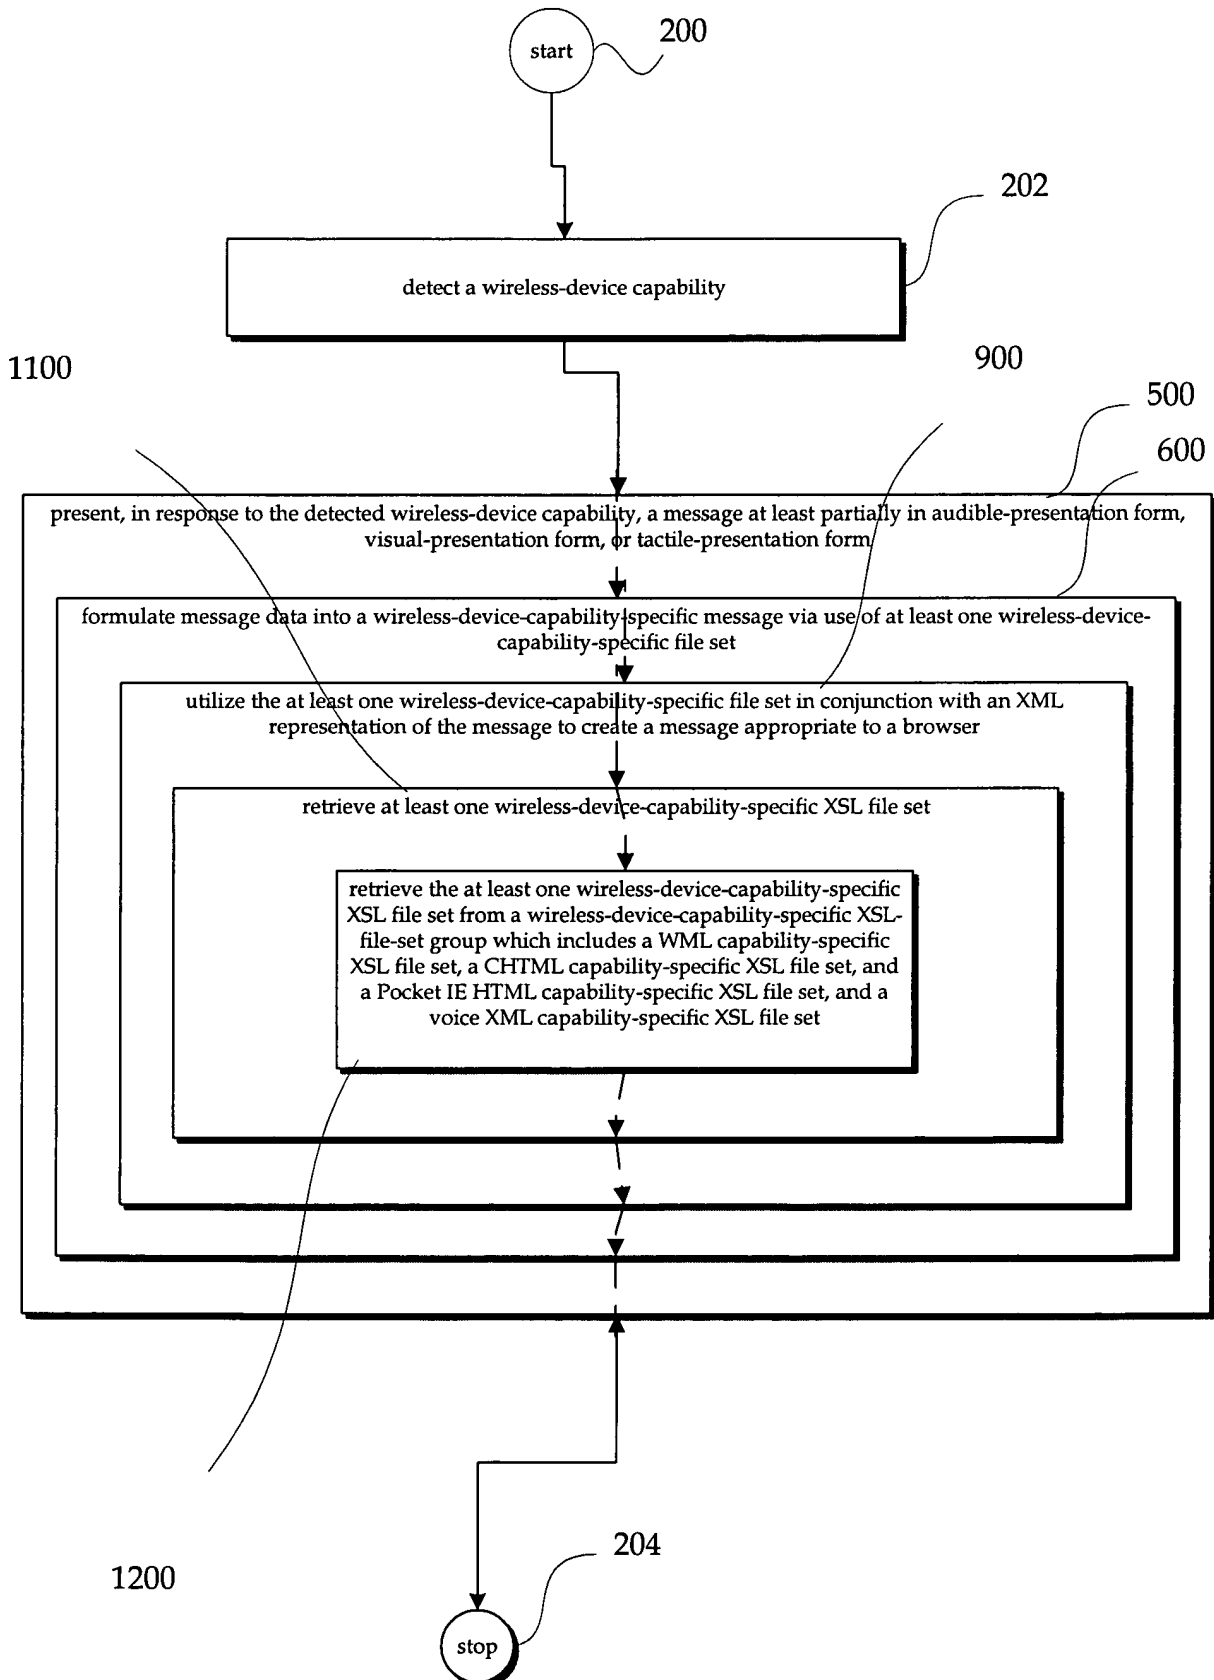 start
200
202
detect a wireless-device capability
1100
900
500
600
present, in response to the detected wireless-device capability, a message at least partially in audible-presentation form,
visual-presentation form, or tactile-presentation form
formulate message data into a wireless-device-capability-specific message via use of at least one wireless-device-
capability-specific file set
utilize the at least one wireless-device-capability-specific file set in conjunction with an XML
representation of the message to create a message appropriate to a browser
retrieve at least one wireless-device-capability-specific XSL file set
retrieve the at least one wireless-device-capability-specific
XSL file set from a wireless-device-capability-specific XSL-
file-set group which includes a WML capability-specific
XSL file set, a CHTML capability-specific XSL file set, and
a Pocket IE HTML capability-specific XSL file set, and a
voice XML capability-specific XSL file set
204
1200
stop